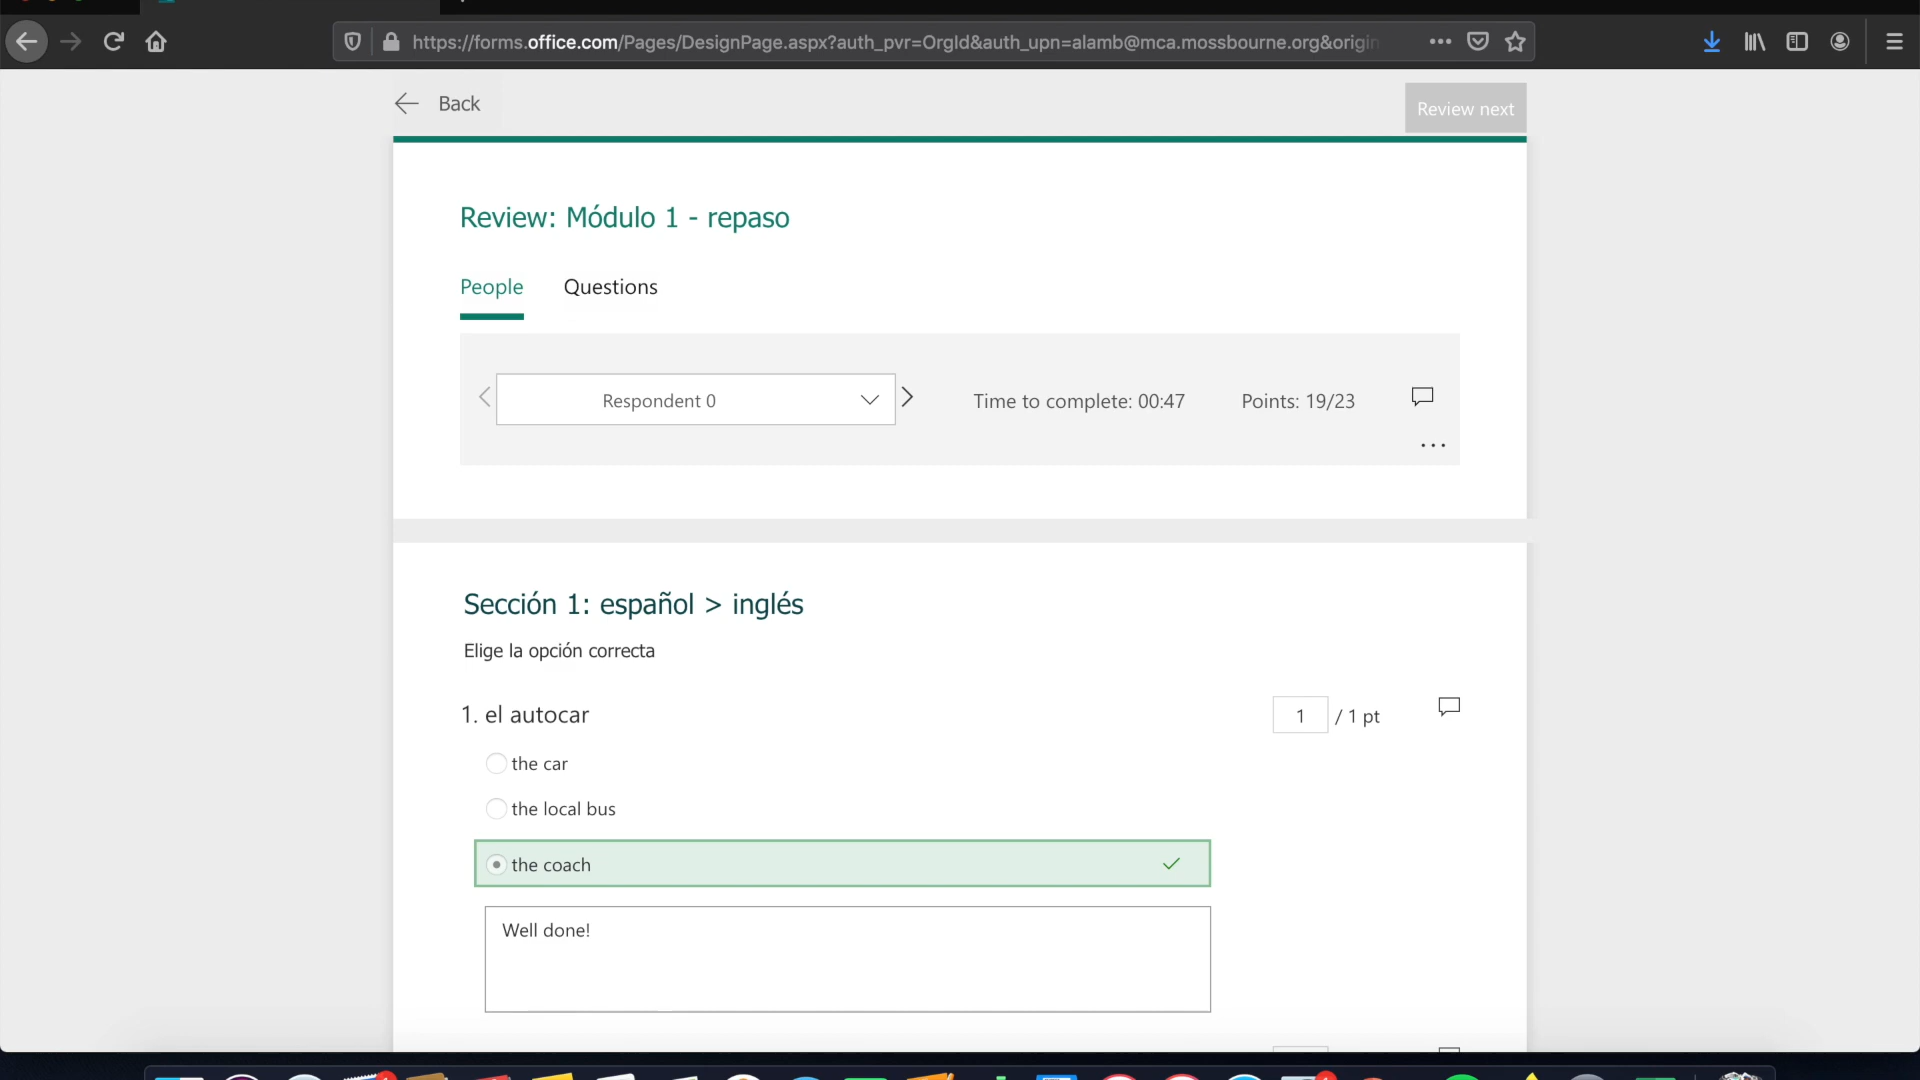 https://forms.office.com/Pages/DesignPage.aspx?auth_pvr=OrgId&auth_upn=alamb@mca.mossbourne.org&origin
Back
Review next
Review: Módulo 1 - repaso
People Questions
Respondent 0 Time to complete: 00:47 Points: 19/23
Sección 1: español > inglés
Elige la opción correcta
1. el autocar 1 / 1 pt
the car
the local bus
the coach
Well done!